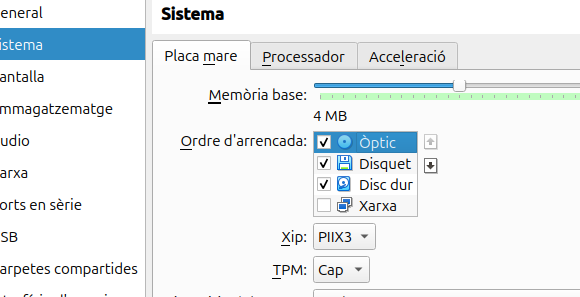 eneral
Sistema
istema
Placa mare
Processador
Acceleració
antalla
Memòria base:
mmagatzematge
4 MB
udio
Ordre d'arrencada:
Òptic
Disquet
arxa
Disc dur
orts en sèrie
Xarxa
SB
Xip:
PIIX3
arpetes compartides
TPM:
Cap